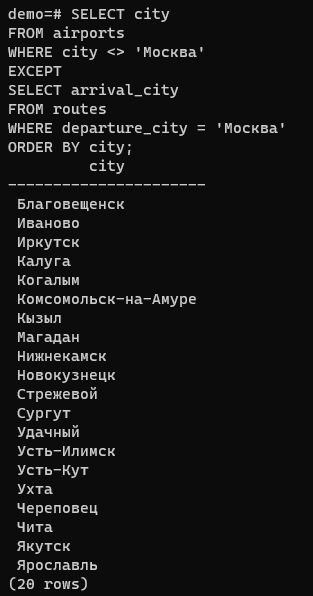 demo=# SELECT city
FROM airports
WHERE city <> 'Москва'
EXCEPT
SELECT arrival_city
FROM routes
WHERE departure_city = 'Москва'
ORDER BY city;
city
----------------------
Благовещенск
Иваново
Иркутск
Калуга
Когалым
Комсомольск-на-Амуре
Кызыл
Магадан
Нижнекамск
Новокузнецк
Стрежевой
Сургут
Удачный
Усть-Илимск
Усть-Кут
Ухта
Череповец
Чита
Якутск
Ярославль
(20 rows)